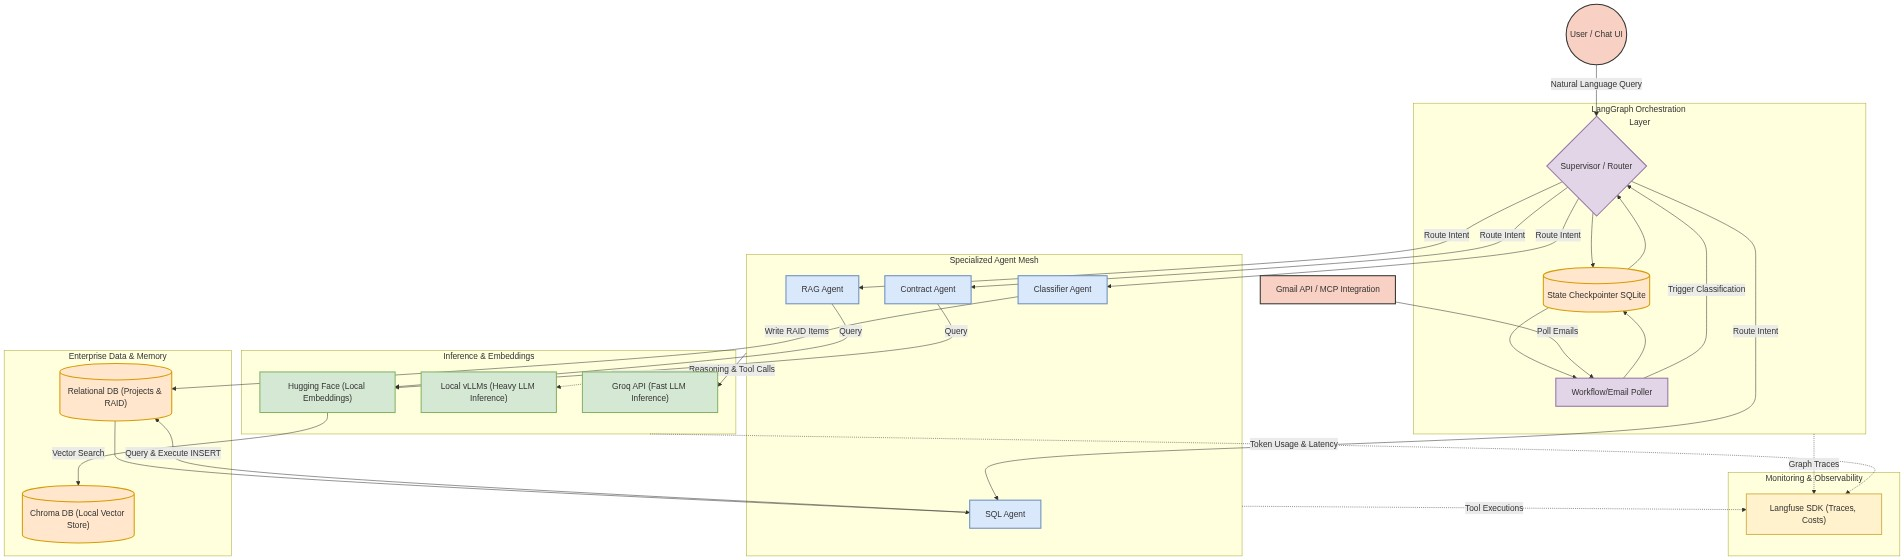 User / Chat UI
Natural Language Query
LangGraph Orchestration
Layer
Supervisor / Router
Route Intent
Route Intent
Route Intent
Specialized Agent Mesh
RAG Agent
Contract Agent
Classifier Agent
Gmail API / MCP Integration
State Checkpointer SQLite
Trigger Classification
Write RAID Items
Query
Query
Poll Emails
Route Intent
Enterprise Data & Memory
Inference & Embeddings
Reasoning & Tool Calls
Relational DB (Projects &
RAID)
Hugging Face (Local
Embeddings)
Local vLLMs (Heavy LLM
Inference)
Groq API (Fast LLM
Inference)
Workflow/Email Poller
Vector Search
Query & Execute INSERT
Token Usage & Latency
Graph Traces
Monitoring & Observability
Chroma DB (Local Vector
Store)
SQL Agent
Tool Executions
Langfuse SDK (Traces,
Costs)